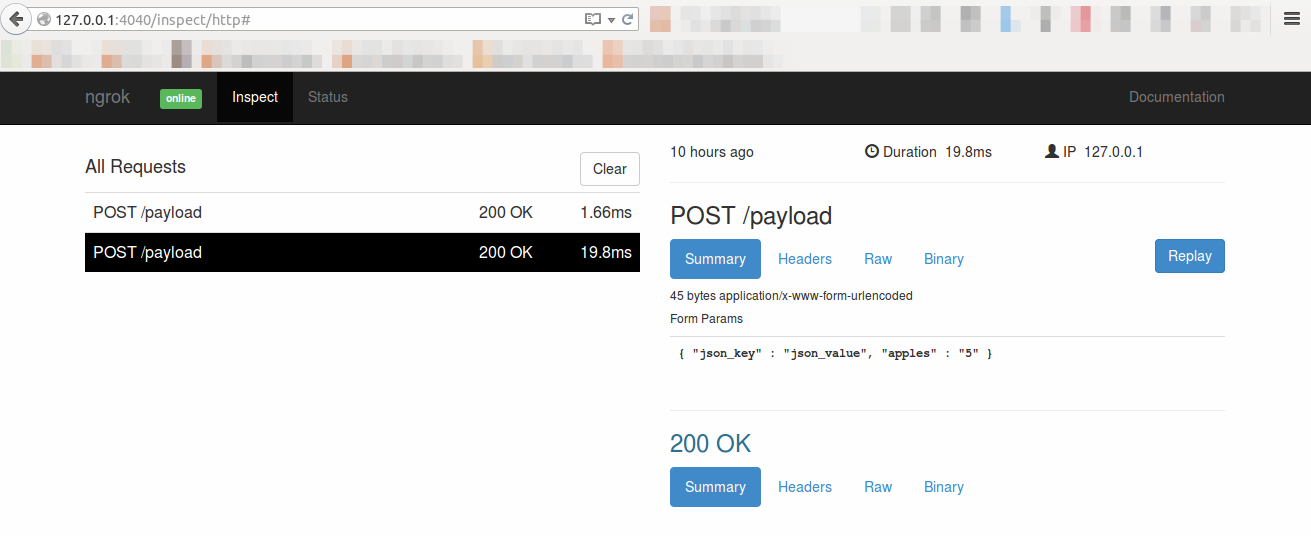 127.0.0.1:4040/inspect/http#
ngrok online Inspect Status Documentation
All Requests Clear
POST /payload 200 OK 1.66ms
POST /payload 200 OK 19.8ms
10 hours ago Duration 19.8ms IP 127.0.0.1
POST /payload
Summary Headers Raw Binary Replay
45 bytes application/x-www-form-urlencoded
Form Params
{ "json_key" : "json_value", "apples" : "5" }
200 OK
Summary Headers Raw Binary